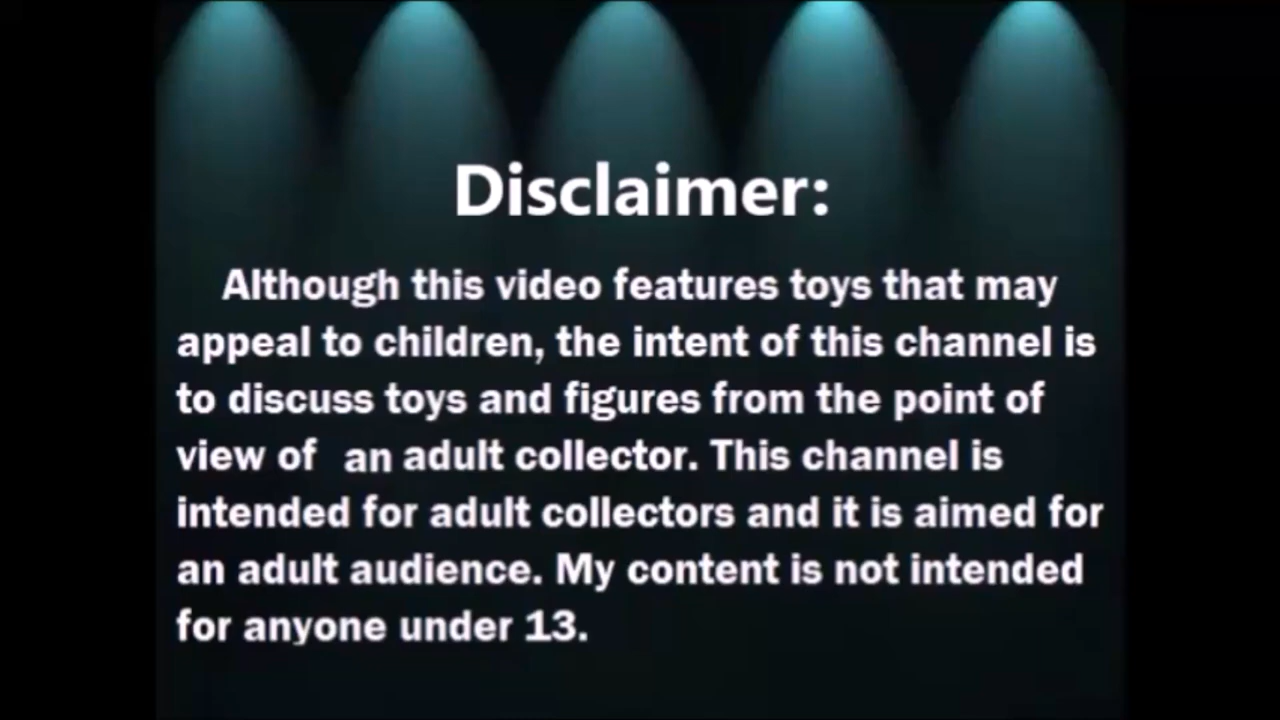 Disclaimer:
Although this video features toys that may
appeal to children, the intent of this channel is
to discuss toys and figures from the point of
view of an adult collector. This channel is
intended for adult collectors and it is aimed for
an adult audience. My content is not intended
for anyone under 13.